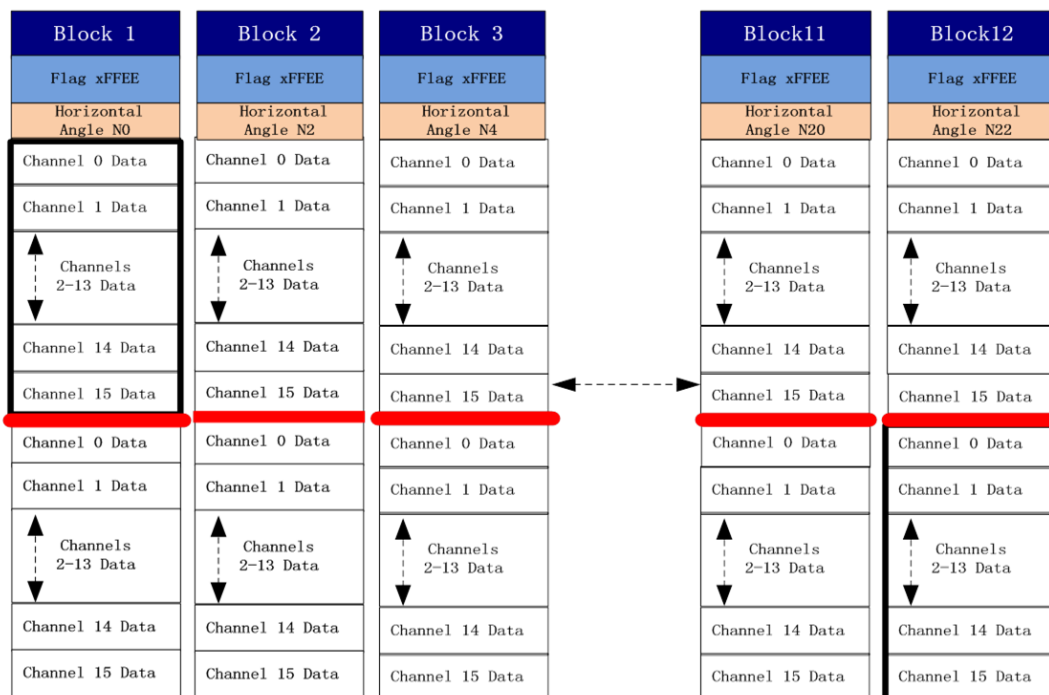 Block 1
Flag xFFEE
Horizontal
Angle N0
Channel 0 Data
Channel 1 Data
Channels
2-13 Data
Channel 14 Data
Channel 15 Data
Channel 0 Data
Channel 1 Data
Channels
2-13 Data
Channel 14 Data
Channel 15 Data
Block 2
Flag xFFEE
Horizontal
Angle N2
Channel 0 Data
Channel 1 Data
Channels
2-13 Data
Channel 14 Data
Channel 15 Data
Channel 0 Data
Channel 1 Data
Channels
2-13 Data
Channel 14 Data
Channel 15 Data
Block 3
Flag xFFEE
Horizontal
Angle N4
Channel 0 Data
Channel 1 Data
Channels
2-13 Data
Channel 14 Data
Channel 15 Data
Channel 0 Data
Channel 1 Data
Channels
2-13 Data
Channel 14 Data
Channel 15 Data
Block11
Flag xFFEE
Horizontal
Angle N20
Channel 0 Data
Channel 1 Data
Channels
2-13 Data
Channel 14 Data
Channel 15 Data
Channel 0 Data
Channel 1 Data
Channels
2-13 Data
Channel 14 Data
Channel 15 Data
Block12
Flag xFFEE
Horizontal
Angle N22
Channel 0 Data
Channel 1 Data
Channels
2-13 Data
Channel 14 Data
Channel 15 Data
Channel 0 Data
Channel 1 Data
Channels
2-13 Data
Channel 14 Data
Channel 15 Data